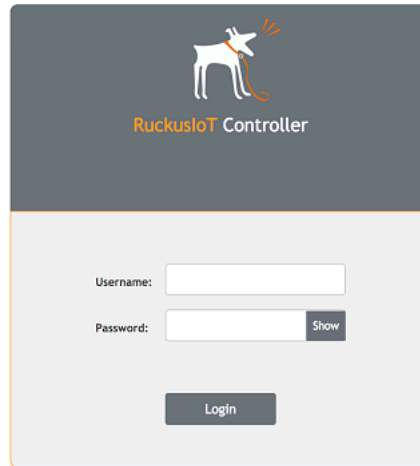 RuckusIoT Controller
Username:
Password:
Show
Login